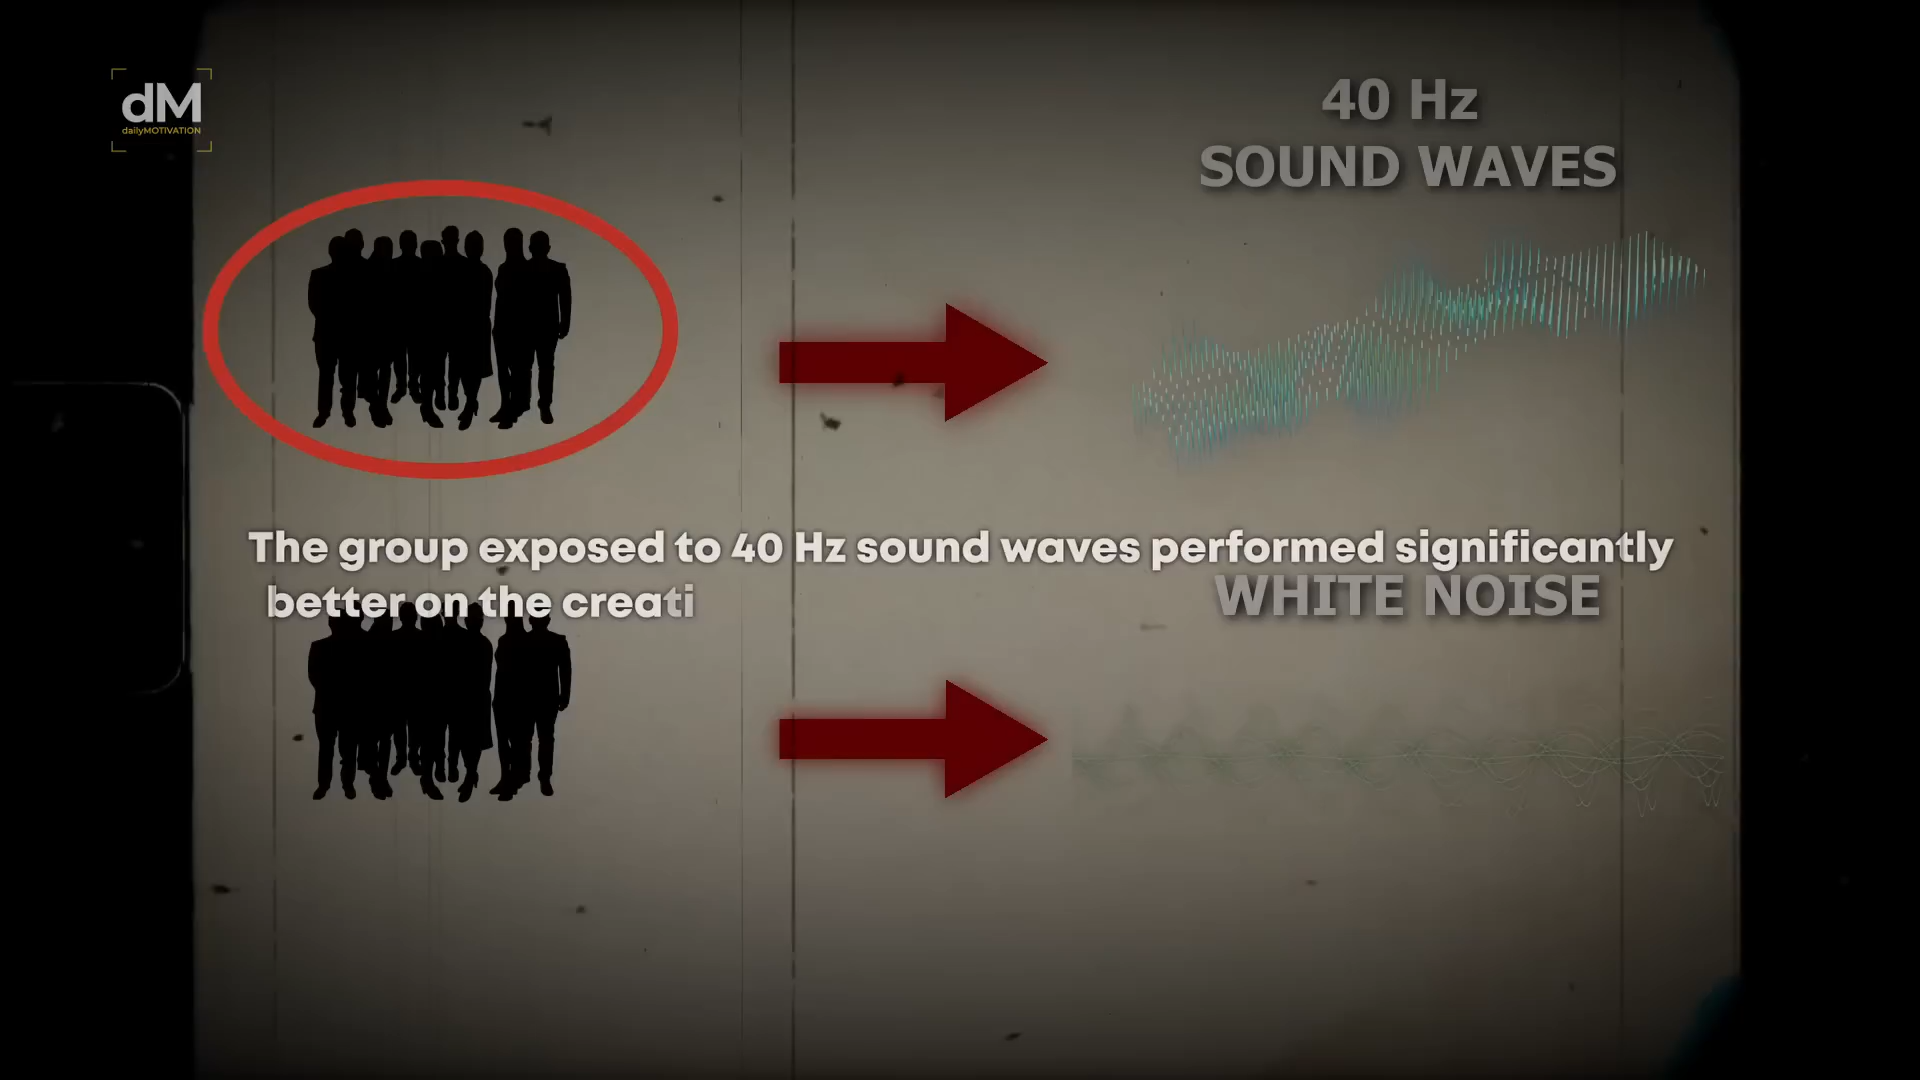 dM
dailyMOTIVATION
40 Hz
SOUND WAVES
The group exposed to 40 Hz sound waves performed significantly
better on the creati
WHITE NOISE